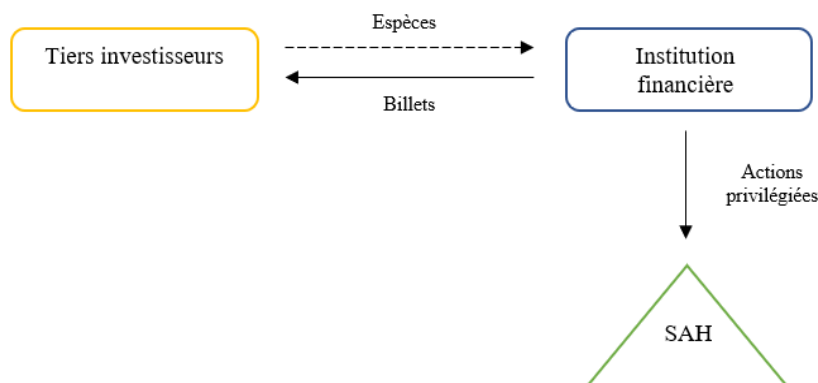 Espèces
Tiers investisseurs
Institution
financière
Billets
Actions
privilégiées
SAH